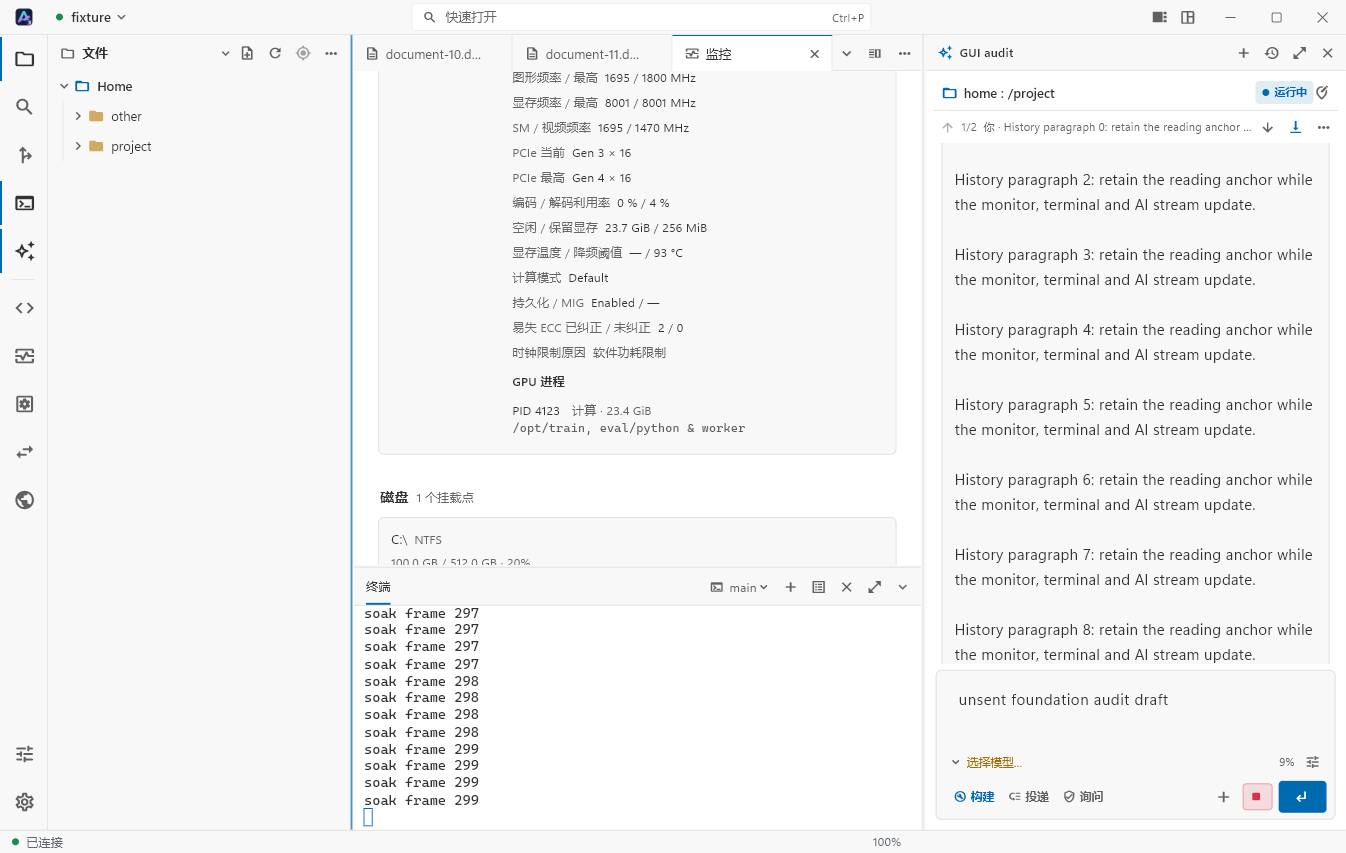 fixture
快速打开
Ctrl+P
文件
Home
other
project
document-10.d...
document-11.d...
监控
图形频率 / 最高 1695 / 1800 MHz
显存频率 / 最高 8001 / 8001 MHz
SM / 视频频率 1695 / 1470 MHz
PCIe 当前 Gen 3 × 16
PCIe 最高 Gen 4 × 16
编码 / 解码利用率 0 % / 4 %
空闲 / 保留显存 23.7 GiB / 256 MiB
显存温度 / 降频阈值 — / 93 °C
计算模式 Default
持久化 / MIG Enabled / —
易失 ECC 已纠正 / 未纠正 2 / 0
时钟限制原因 软件功耗限制
GPU 进程
PID 4123 计算 · 23.4 GiB
/opt/train, eval/python & worker
磁盘 1 个挂载点
C:\ NTFS
100.0 GB / 512.0 GB · 20%
终端
main
soak frame 297
soak frame 297
soak frame 297
soak frame 297
soak frame 298
soak frame 298
soak frame 298
soak frame 298
soak frame 299
soak frame 299
soak frame 299
soak frame 299
GUI audit
home : /project
运行中
1/2 你 · History paragraph 0: retain the reading anchor ...
History paragraph 2: retain the reading anchor while
the monitor, terminal and AI stream update.
History paragraph 3: retain the reading anchor while
the monitor, terminal and AI stream update.
History paragraph 4: retain the reading anchor while
the monitor, terminal and AI stream update.
History paragraph 5: retain the reading anchor while
the monitor, terminal and AI stream update.
History paragraph 6: retain the reading anchor while
the monitor, terminal and AI stream update.
History paragraph 7: retain the reading anchor while
the monitor, terminal and AI stream update.
History paragraph 8: retain the reading anchor while
the monitor, terminal and AI stream update.
unsent foundation audit draft
选择模型...
9%
构建 投递 询问
已连接
100%